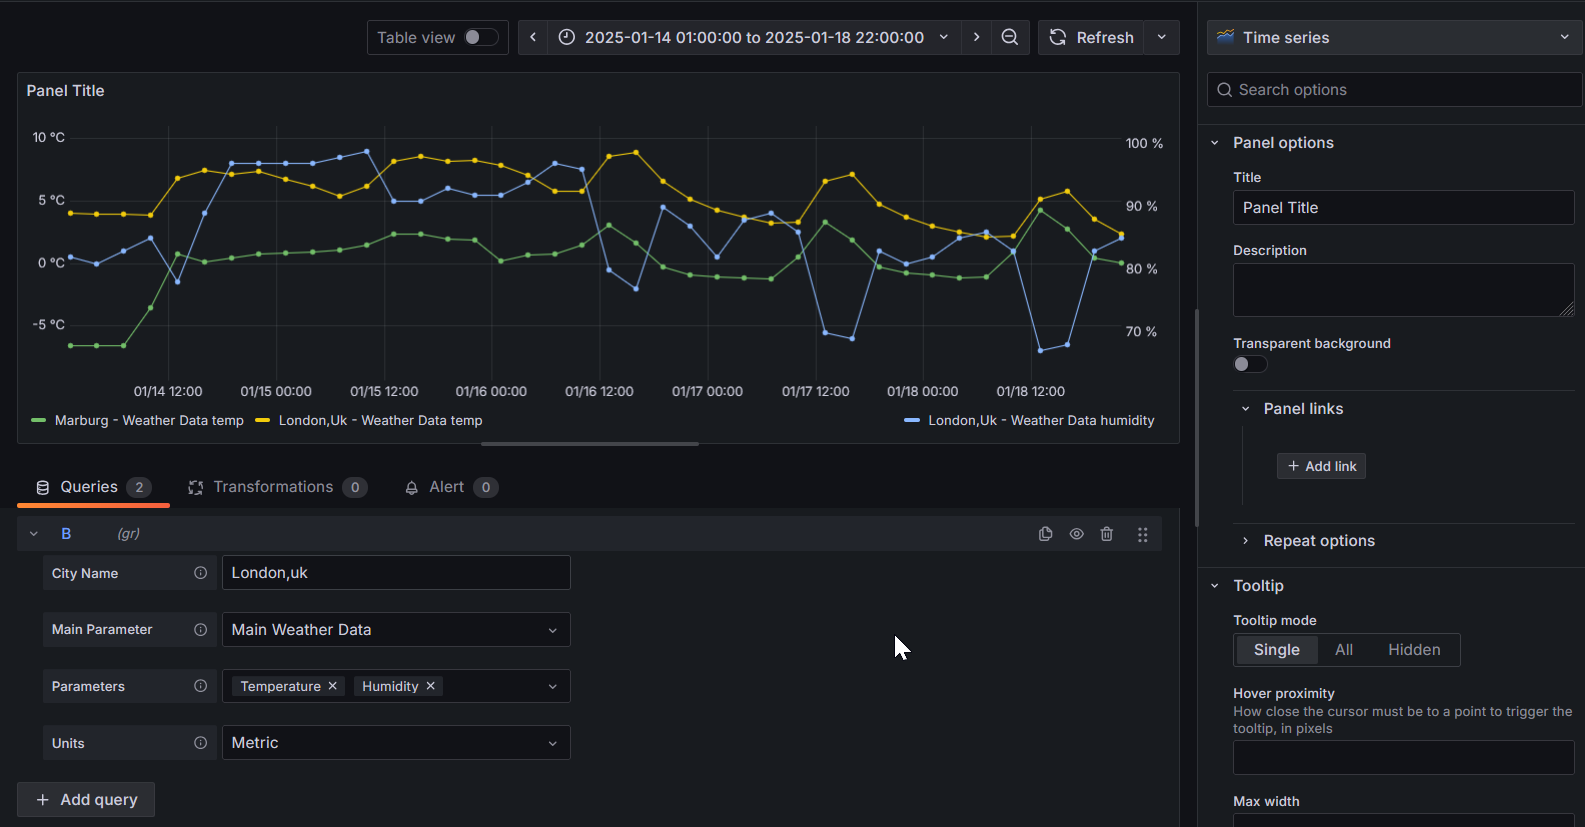 Table view
2025-01-14 01:00:00 to 2025-01-18 22:00:00
Refresh
Time series
Panel Title
Search options
10 °C
5 °C
0 °C
-5 °C
100 %
90 %
80 %
70 %
01/14 12:00 01/15 00:00 01/15 12:00 01/16 00:00 01/16 12:00 01/17 00:00 01/17 12:00 01/18 00:00 01/18 12:00
Marburg - Weather Data temp London,Uk - Weather Data temp London,Uk - Weather Data humidity
Queries 2 Transformations 0 Alert 0
B (gr)
City Name London,uk
Main Parameter Main Weather Data
Parameters Temperature Humidity
Units Metric
+ Add query
Panel options
Title
Panel Title
Description
Transparent background
Panel links
+ Add link
Repeat options
Tooltip
Tooltip mode
Single All Hidden
Hover proximity
How close the cursor must be to a point to trigger the
tooltip, in pixels
Max width